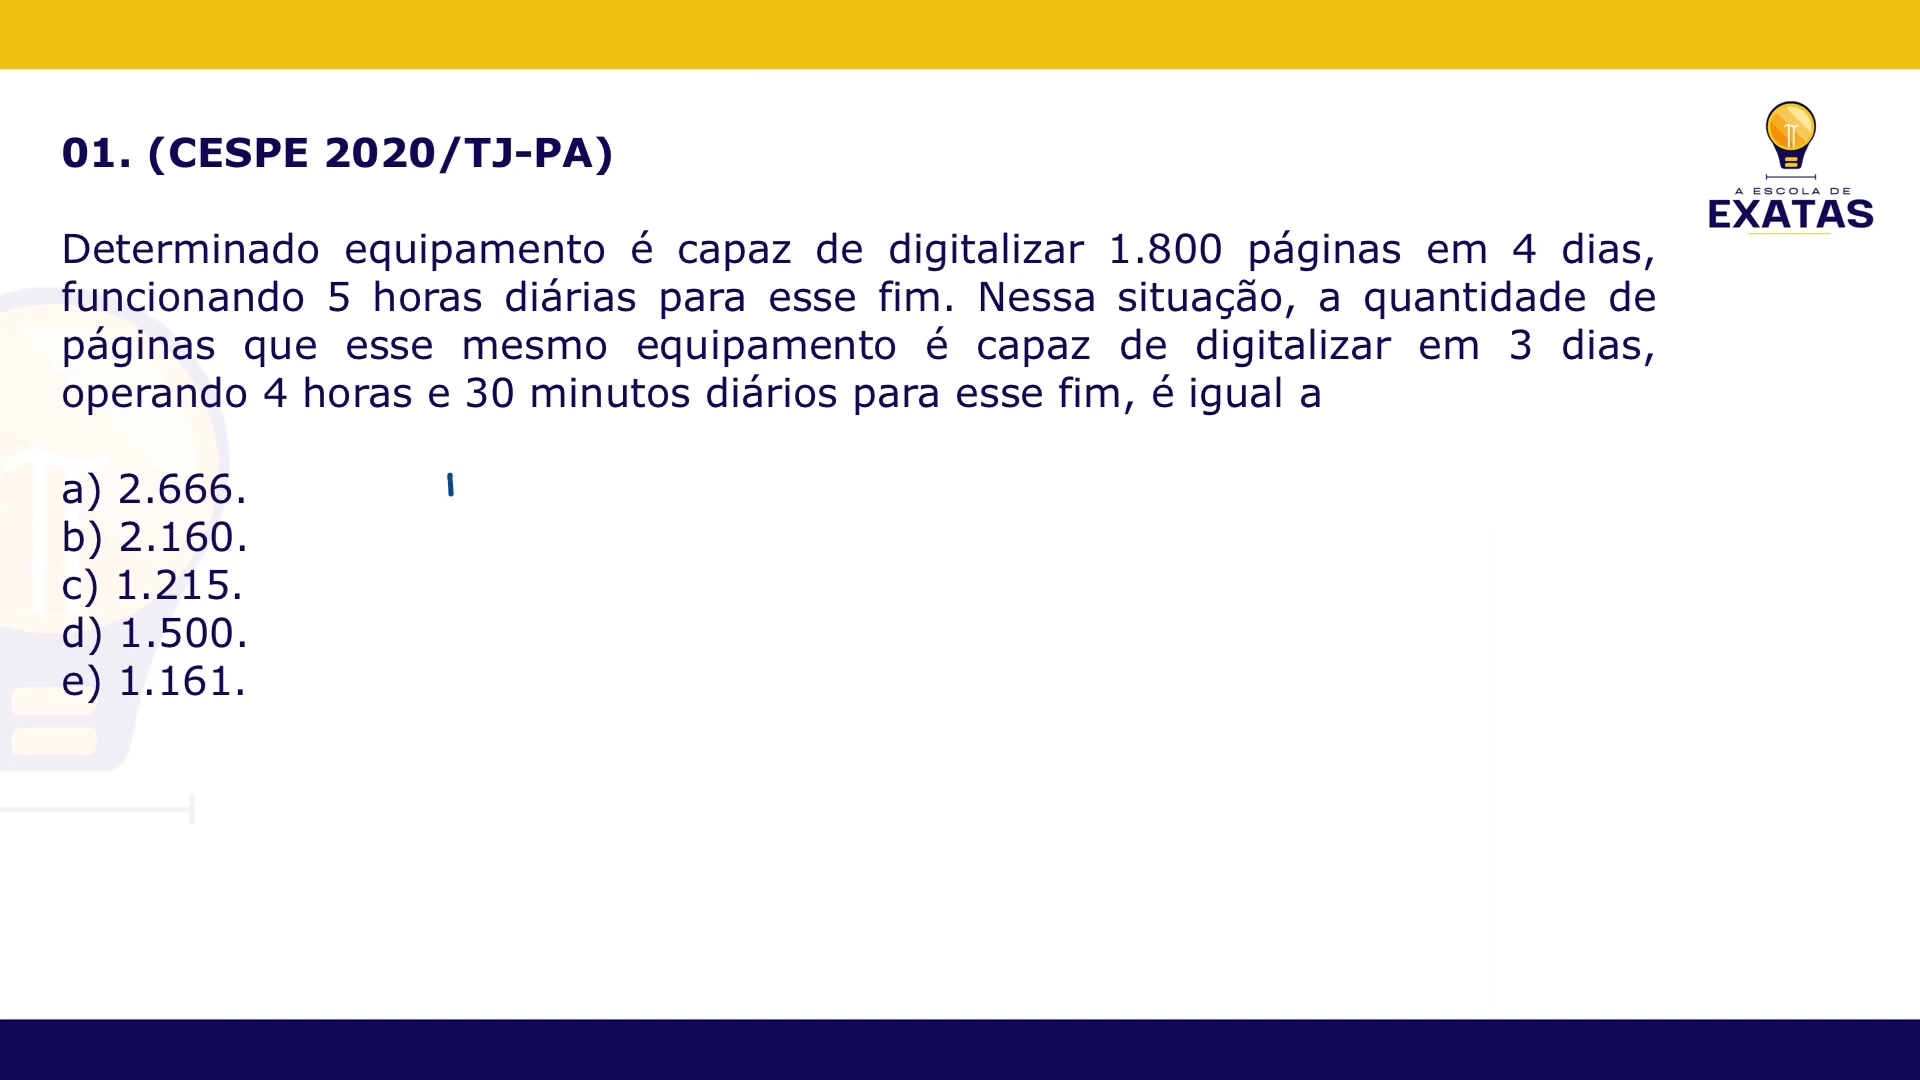 01. (CESPE 2020/TJ-PA)
A ESCOLA DE
EXATAS
Determinado equipamento é capaz de digitalizar 1.800 páginas em 4 dias,
funcionando 5 horas diárias para esse fim. Nessa situação, a quantidade de
páginas que esse mesmo equipamento é capaz de digitalizar em 3 dias,
operando 4 horas e 30 minutos diários para esse fim, é igual a
a) 2.666.
b) 2.160.
c) 1.215.
d) 1.500.
e) 1.161.